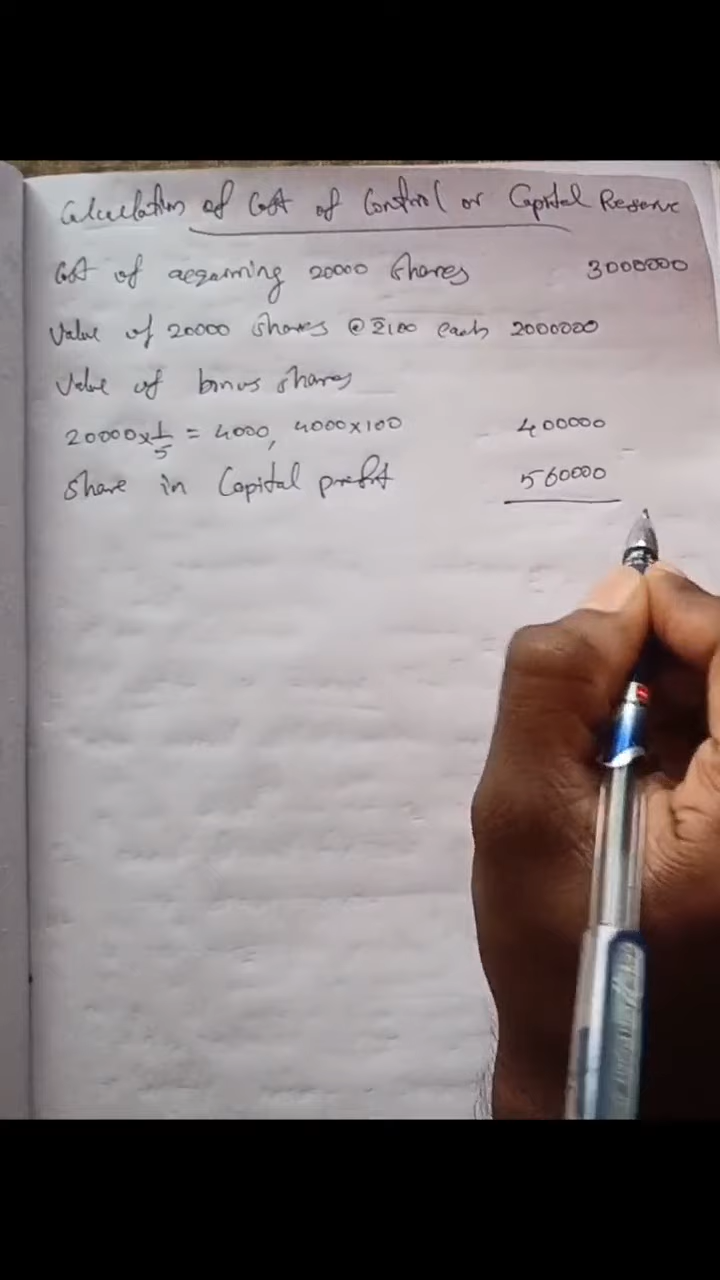 Calculation of Cost of Control or Capital Reserve
Cost of acquiring 20000 shares 3000000
Value of 20000 shares @ ₹100 each 2000000
Value of bonus shares
20000 x 1/5 = 4000, 4000 x 100 400000
Share in Capital profit 560000